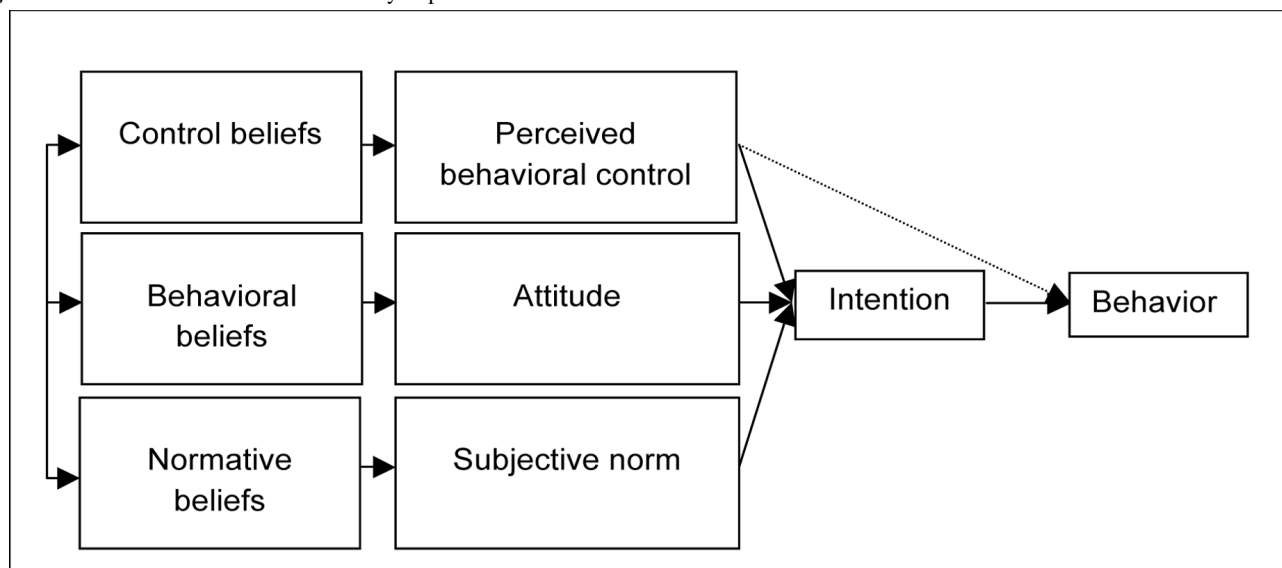 Control beliefs
Perceived
behavioral control
Behavioral
beliefs
Attitude
Intention
Behavior
Normative
beliefs
Subjective norm